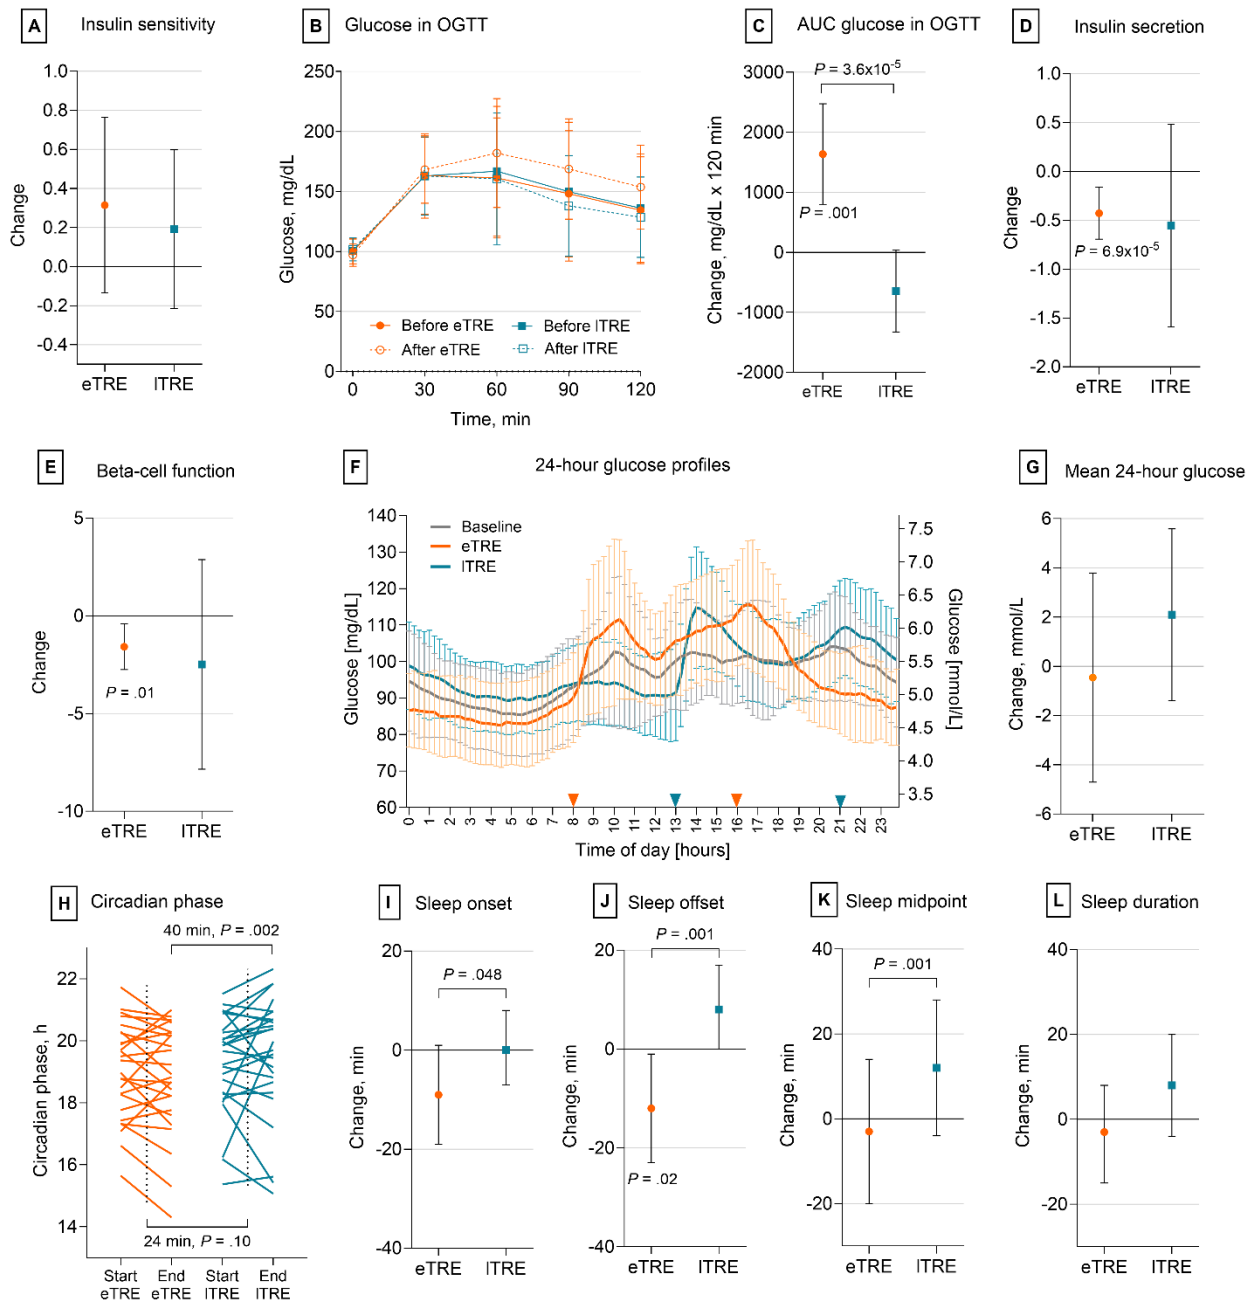 A Insulin sensitivity
1.0
0.8
0.6
0.4
0.2
0.0
-0.2
-0.4
Change
eTRE lTRE
B Glucose in OGTT
250
200
150
100
50
0
Glucose, mg/dL
Before eTRE Before lTRE
After eTRE After lTRE
0 30 60 90 120
Time, min
C AUC glucose in OGTT
P = 3.6x10-5
3000
2000
1000
0
-1000
-2000
Change, mg/dL x 120 min
P = .001
eTRE lTRE
D Insulin secretion
1.0
0.5
0.0
-0.5
-1.0
-1.5
-2.0
Change
P = 6.9x10-5
eTRE lTRE
E Beta-cell function
5
0
-5
-10
Change
P = .01
eTRE lTRE
F 24-hour glucose profiles
140
130
120
110
100
90
80
70
60
Glucose [mg/dL]
Baseline
eTRE
lTRE
7.5
7.0
6.5
6.0
5.5
5.0
4.5
4.0
3.5
Glucose [mmol/L]
0 1 2 3 4 5 6 7 8 9 10 11 12 13 14 15 16 17 18 19 20 21 22 23
Time of day [hours]
G Mean 24-hour glucose
6
4
2
0
-2
-4
-6
Change, mmol/L
eTRE lTRE
H Circadian phase
40 min, P = .002
22
20
18
16
14
Circadian phase, h
24 min, P = .10
Start End Start End
eTRE eTRE lTRE lTRE
I Sleep onset
20
0
-20
-40
Change, min
P = .048
eTRE lTRE
J Sleep offset
20
0
-20
-40
Change, min
P = .001
P = .02
eTRE lTRE
K Sleep midpoint
40
20
0
-20
Change, min
P = .001
eTRE lTRE
L Sleep duration
40
20
0
-20
Change, min
eTRE lTRE